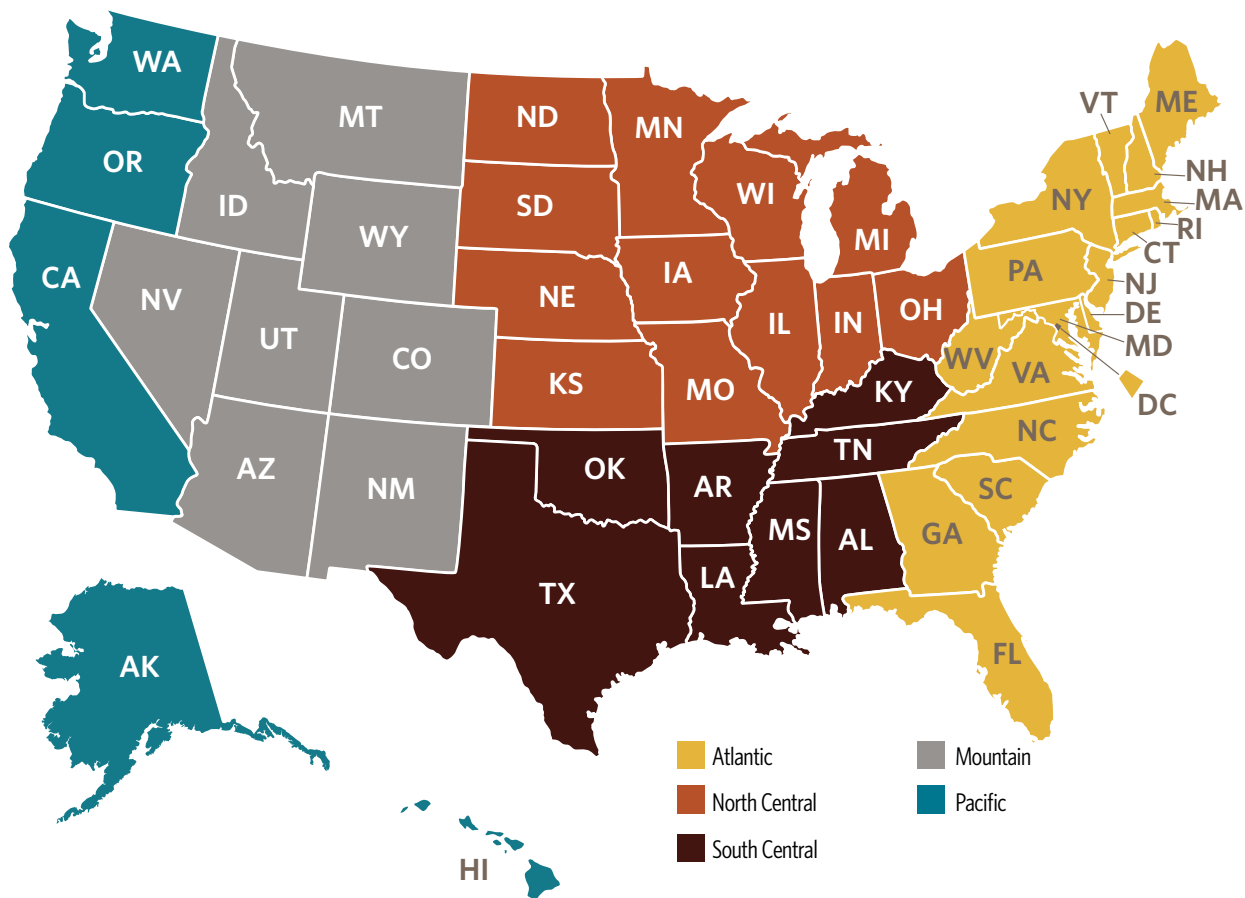 WA
OR
CA
MT
ID
WY
NV
UT
CO
AZ
NM
ND
SD
NE
KS
MN
IA
MO
WI
MI
IL
IN
OH
KY
TN
OK
AR
TX
LA
MS
AL
VT
ME
NH
MA
RI
CT
NY
PA
NJ
DE
MD
DC
WV
VA
NC
SC
GA
FL
AK
HI
Atlantic
North Central
South Central
Mountain
Pacific